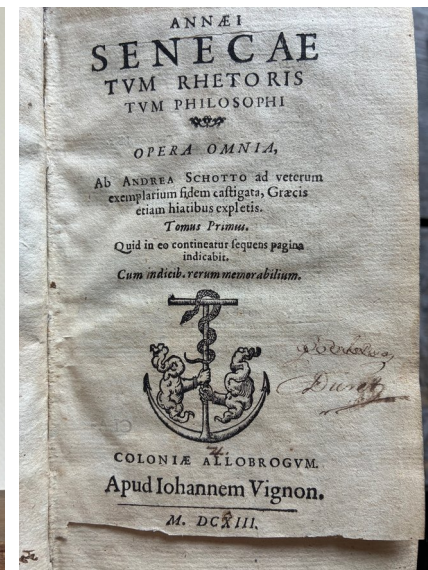 ANNÆI
SENECAE
TVM RHETORIS
TVM PHILOSOPHI
OPERA OMNIA,
Ab ANDREA SCHOTTO ad veterum
exemplarium fidem castigata, Græcis
etiam hiatibus expletis.
Tomus Primus.
Quid in eo contineatur sequens pagina
indicabit.
Cum indicib. rerum memorabilium.
COLONIÆ ALLOBROGVM.
Apud Iohannem Vignon.
M. DCXIII.